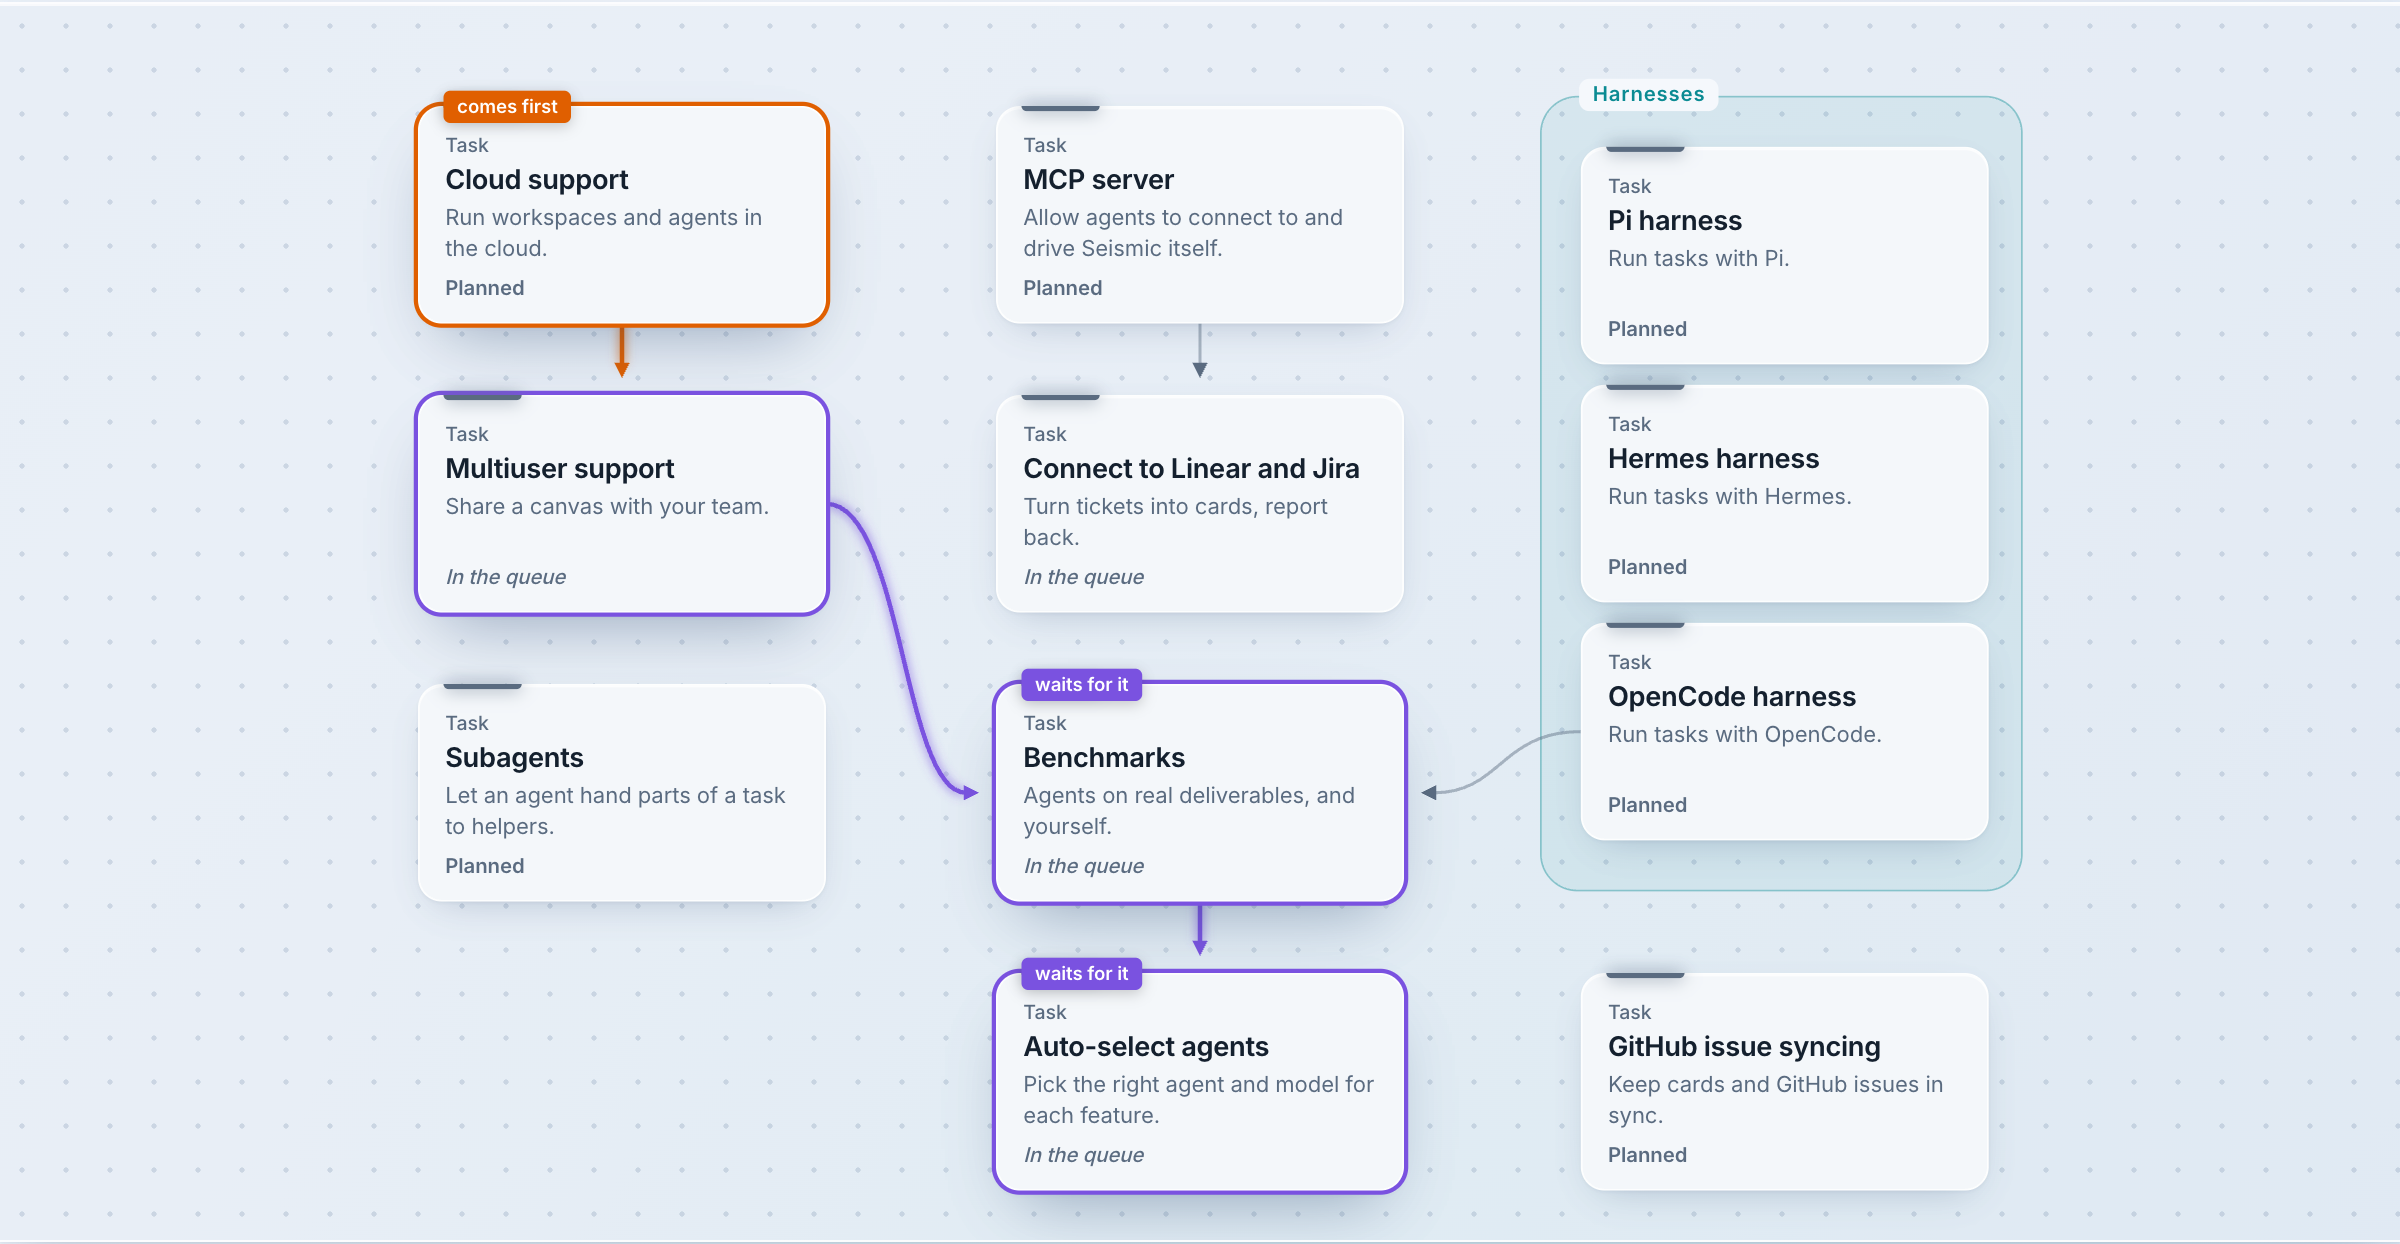 comes first
Task
Cloud support
Run workspaces and agents in
the cloud.
Planned
Task
Multiuser support
Share a canvas with your team.
In the queue
Task
Subagents
Let an agent hand parts of a task
to helpers.
Planned
Task
MCP server
Allow agents to connect to and
drive Seismic itself.
Planned
Task
Connect to Linear and Jira
Turn tickets into cards, report
back.
In the queue
waits for it
Task
Benchmarks
Agents on real deliverables, and
yourself.
In the queue
waits for it
Task
Auto-select agents
Pick the right agent and model for
each feature.
In the queue
Harnesses
Task
Pi harness
Run tasks with Pi.
Planned
Task
Hermes harness
Run tasks with Hermes.
Planned
Task
OpenCode harness
Run tasks with OpenCode.
Planned
Task
GitHub issue syncing
Keep cards and GitHub issues in
sync.
Planned